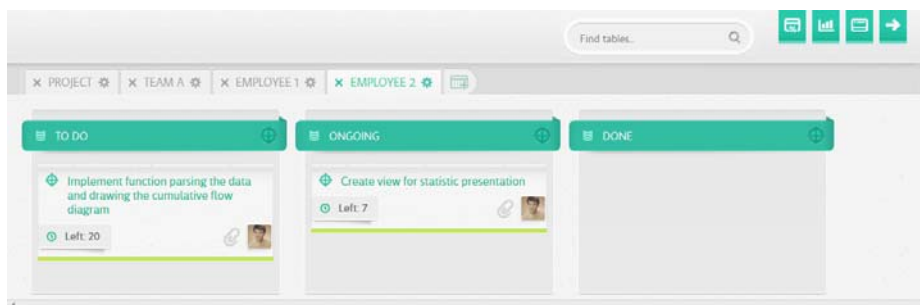 Find tables..
× PROJECT × TEAM A × EMPLOYEE 1 × EMPLOYEE 2
TO DO
Implement function parsing the data
and drawing the cumulative flow
diagram
Left: 20
ONGOING
Create view for statistic presentation
Left: 7
DONE